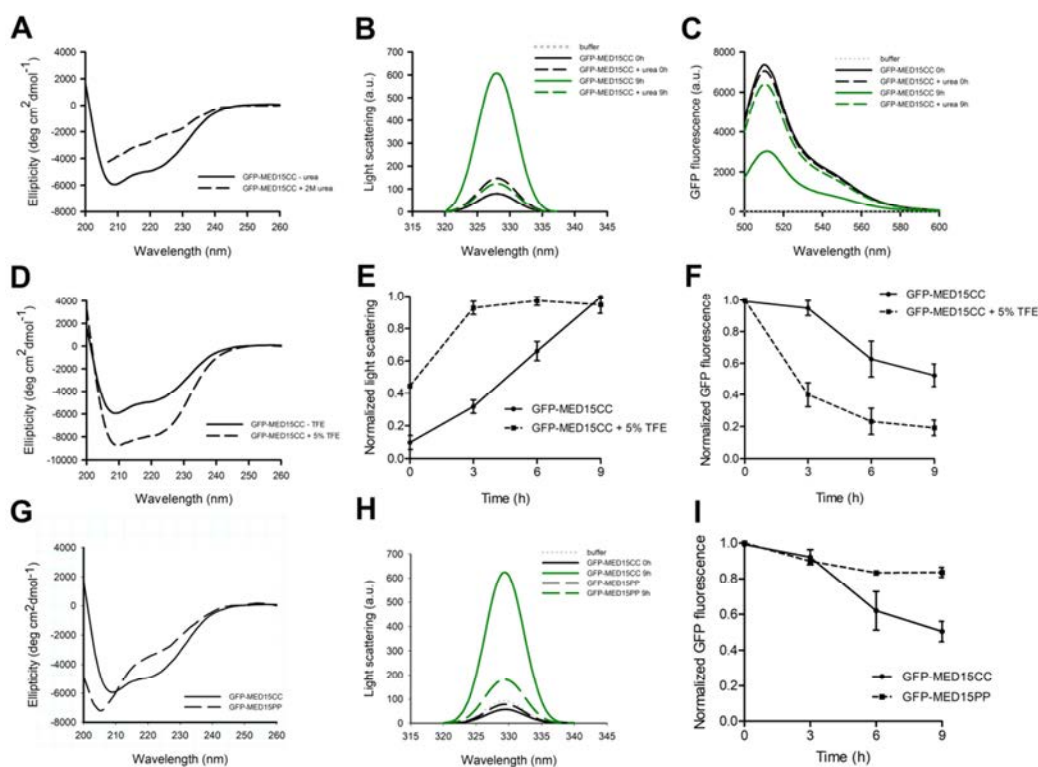 A
Ellipticity (deg cm2dmol-1)
4000
2000
0
-2000
-4000
-6000
-8000
GFP-MED15CC - urea
GFP-MED15CC + 2M urea
200 210 220 230 240 250 260
Wavelength (nm)
B
Light scattering (a.u.)
700
600
500
400
300
200
100
0
buffer
GFP-MED15CC 0h
GFP-MED15CC + urea 0h
GFP-MED15CC 9h
GFP-MED15CC + urea 9h
315 320 325 330 335 340 345
Wavelength (nm)
C
GFP fluorescence (a.u.)
8000
6000
4000
2000
0
buffer
GFP-MED15CC 0h
GFP-MED15CC + urea 0h
GFP-MED15CC 9h
GFP-MED15CC + urea 9h
500 520 540 560 580 600
Wavelength (nm)
D
Ellipticity (deg cm2dmol-1)
4000
2000
0
-2000
-4000
-6000
-8000
-10000
GFP-MED15CC - TFE
GFP-MED15CC + 5% TFE
200 210 220 230 240 250 260
Wavelength (nm)
E
Normalized light scattering
1.0
0.8
0.6
0.4
0.2
0.0
GFP-MED15CC
GFP-MED15CC + 5% TFE
0 3 6 9
Time (h)
F
Normalized GFP fluorescence
1.0
0.8
0.6
0.4
0.2
0.0
GFP-MED15CC
GFP-MED15CC + 5% TFE
0 3 6 9
Time (h)
G
Ellipticity (deg cm2dmol-1)
4000
2000
0
-2000
-4000
-6000
-8000
GFP-MED15CC
GFP-MED15PP
200 210 220 230 240 250 260
Wavelength (nm)
H
Light scattering (a.u.)
700
600
500
400
300
200
100
0
buffer
GFP-MED15CC 0h
GFP-MED15CC 9h
GFP-MED15PP
GFP-MED15PP 9h
315 320 325 330 335 340 345
Wavelength (nm)
I
Normalized GFP fluorescence
1.0
0.8
0.6
0.4
0.2
0.0
GFP-MED15CC
GFP-MED15PP
0 3 6 9
Time (h)